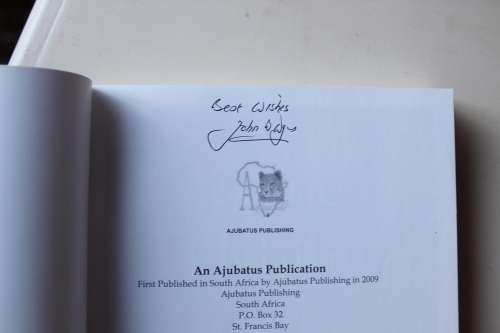 Best Wishes
John
A
AJUBATUS PUBLISHING
An Ajubatus Publication
First Published in South Africa by Ajubatus Publishing in 2009
Ajubatus Publishing
South Africa
P.O. Box 32
St. Francis Bay